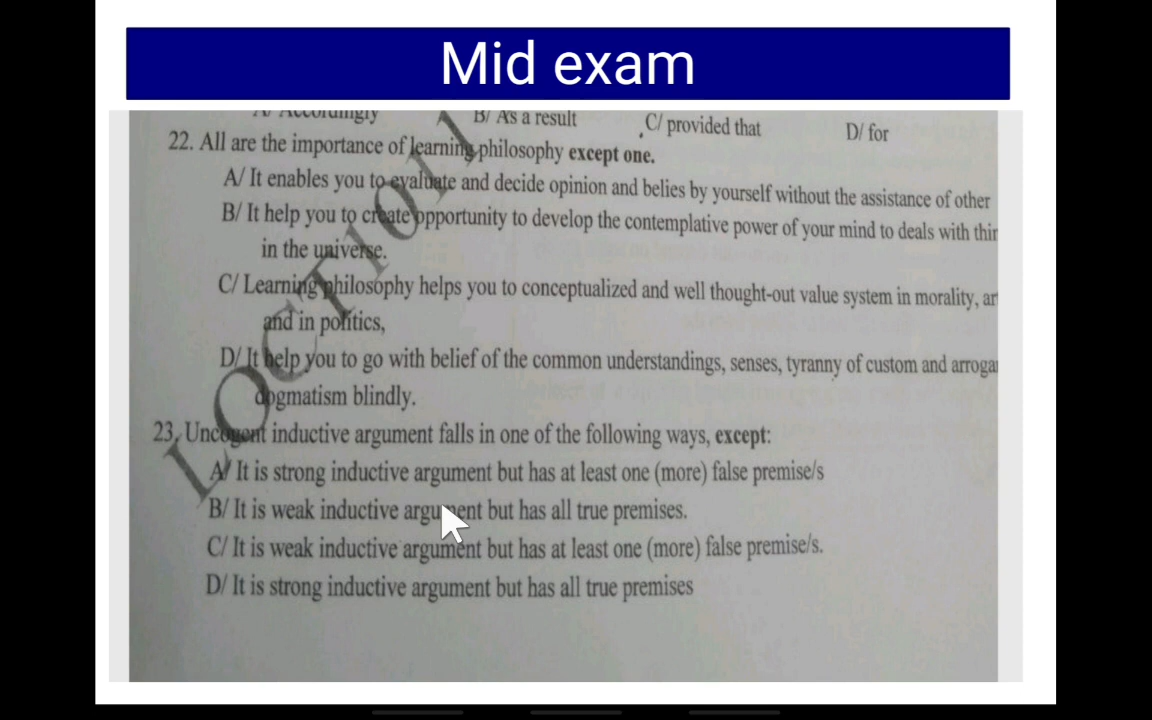 Mid exam
A/ Accordingly B/ As a result C/ provided that D/ for
22. All are the importance of learning philosophy except one.
A/ It enables you to evaluate and decide opinion and belies by yourself without the assistance of other
B/ It help you to create opportunity to develop the contemplative power of your mind to deals with
in the universe.
C/ Learning philosophy helps you to conceptualized and well thought-out value system in morality,
and in politics,
D/ It help you to go with belief of the common understandings, senses, tyranny of custom and
dogmatism blindly.
23. Uncogent inductive argument falls in one of the following ways, except:
A/ It is strong inductive argument but has at least one (more) false premise/s
B/ It is weak inductive argument but has all true premises.
C/ It is weak inductive argument but has at least one (more) false premise/s.
D/ It is strong inductive argument but has all true premises